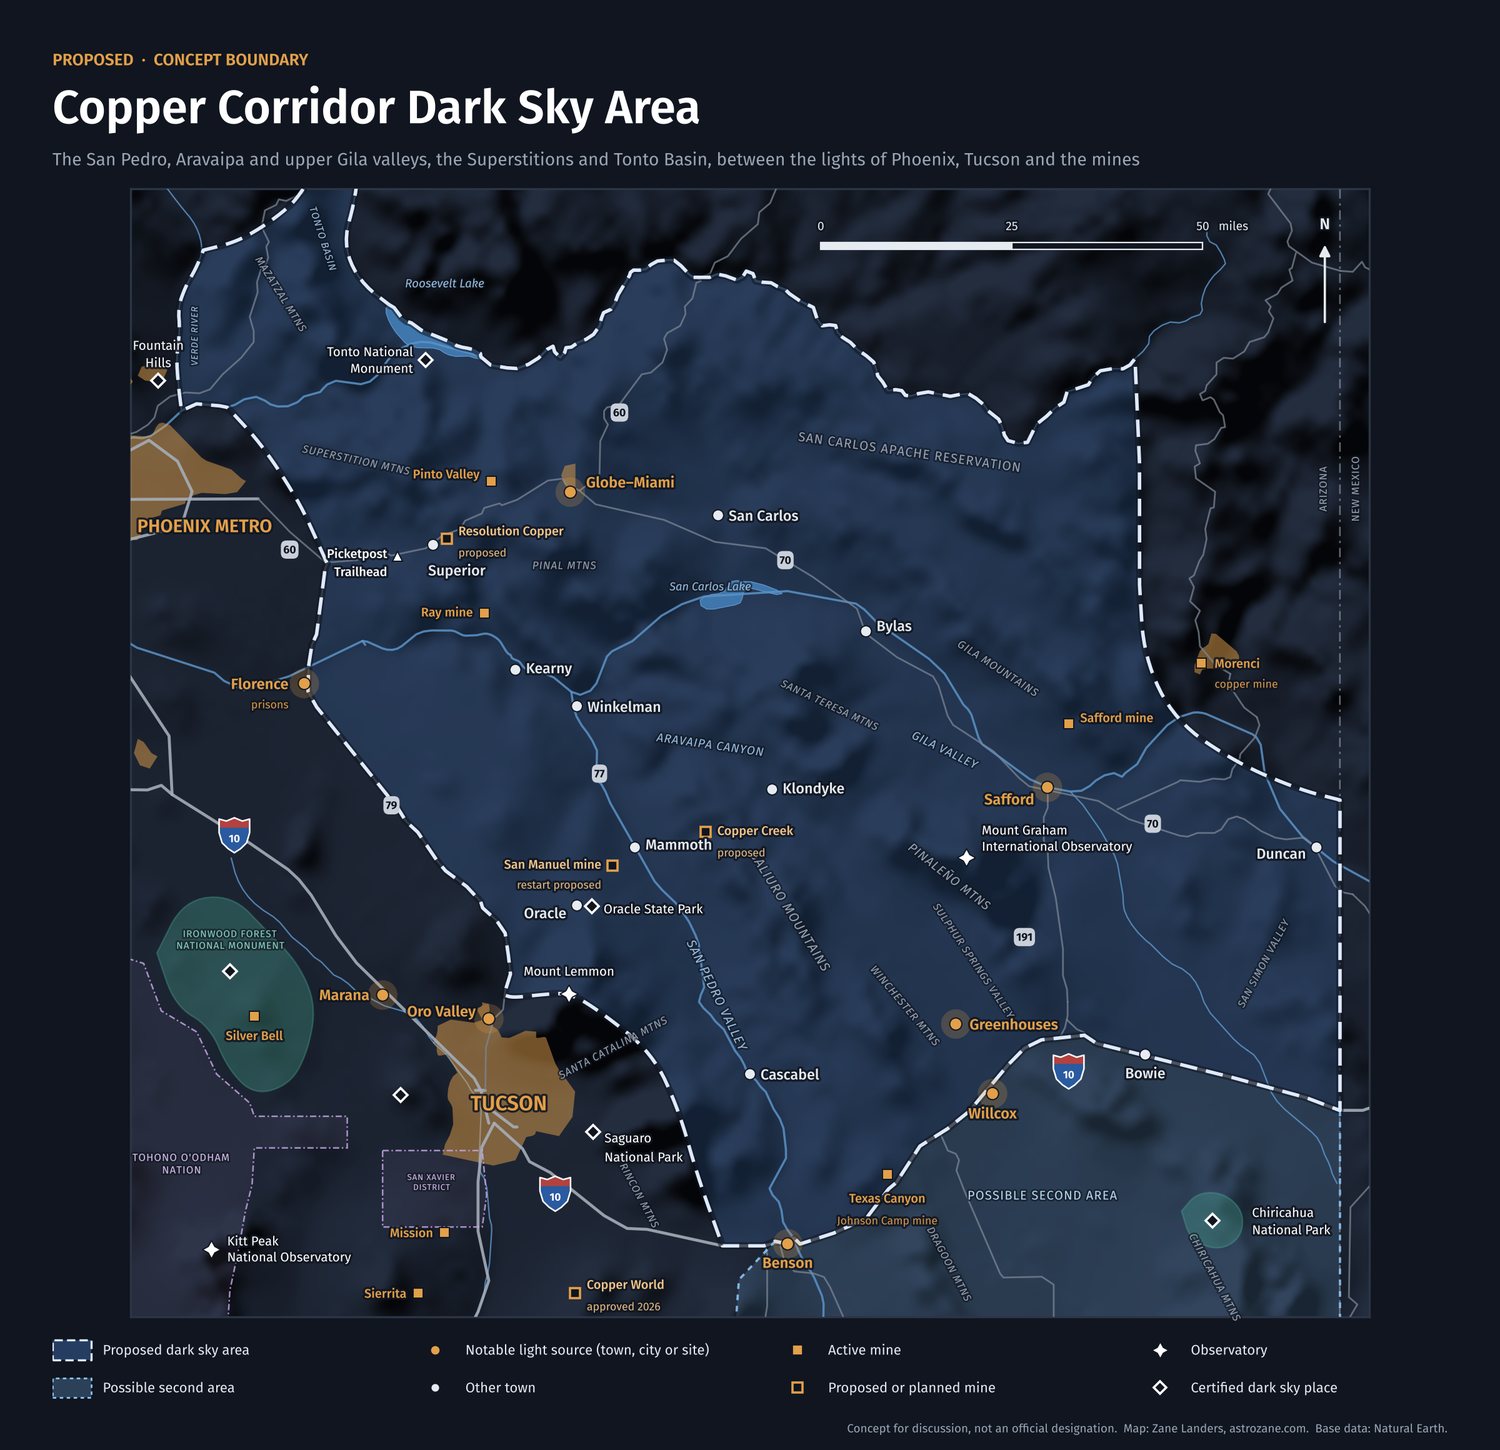 PROPOSED · CONCEPT BOUNDARY
Copper Corridor Dark Sky Area
The San Pedro, Aravaipa and upper Gila valleys, the Superstitions and Tonto Basin, between the lights of Phoenix, Tucson and the mines
0 25 50 miles
N
TONTO BASIN
MAZATZAL MTNS
Roosevelt Lake
VERDE RIVER
Fountain
Hills
Tonto National
Monument
60
SAN CARLOS APACHE RESERVATION
ARIZONA
NEW MEXICO
SUPERSTITION MTNS
Pinto Valley
Globe–Miami
PHOENIX METRO
San Carlos
Resolution Copper
proposed
60
Picketpost
Trailhead
Superior
PINAL MTNS
70
San Carlos Lake
Ray mine
Bylas
GILA MOUNTAINS
Morenci
copper mine
Kearny
Florence
prisons
Winkelman
SANTA TERESA MTNS
Safford mine
ARAVAIPA CANYON
GILA VALLEY
77
Klondyke
Safford
79
10
70
Copper Creek
proposed
Mount Graham
International Observatory
Mammoth
Duncan
San Manuel mine
restart proposed
GALIURO MOUNTAINS
PINALEÑO MTNS
Oracle
Oracle State Park
SULPHUR SPRINGS VALLEY
191
IRONWOOD FOREST
NATIONAL MONUMENT
SAN PEDRO VALLEY
SAN SIMON VALLEY
Mount Lemmon
WINCHESTER MTNS
Marana
Oro Valley
Silver Bell
Greenhouses
SANTA CATALINA MTNS
10
Bowie
Cascabel
TUCSON
Willcox
Saguaro
National Park
TOHONO O'ODHAM
NATION
SAN XAVIER
DISTRICT
RINCON MTNS
10
Texas Canyon
Johnson Camp mine
POSSIBLE SECOND AREA
Chiricahua
National Park
Mission
Kitt Peak
National Observatory
DRAGOON MTNS
CHIRICAHUA MTNS
Benson
Sierrita
Copper World
approved 2026
Proposed dark sky area
Notable light source (town, city or site)
Active mine
Observatory
Possible second area
Other town
Proposed or planned mine
Certified dark sky place
Concept for discussion, not an official designation. Map: Zane Landers, astrozane.com. Base data: Natural Earth.